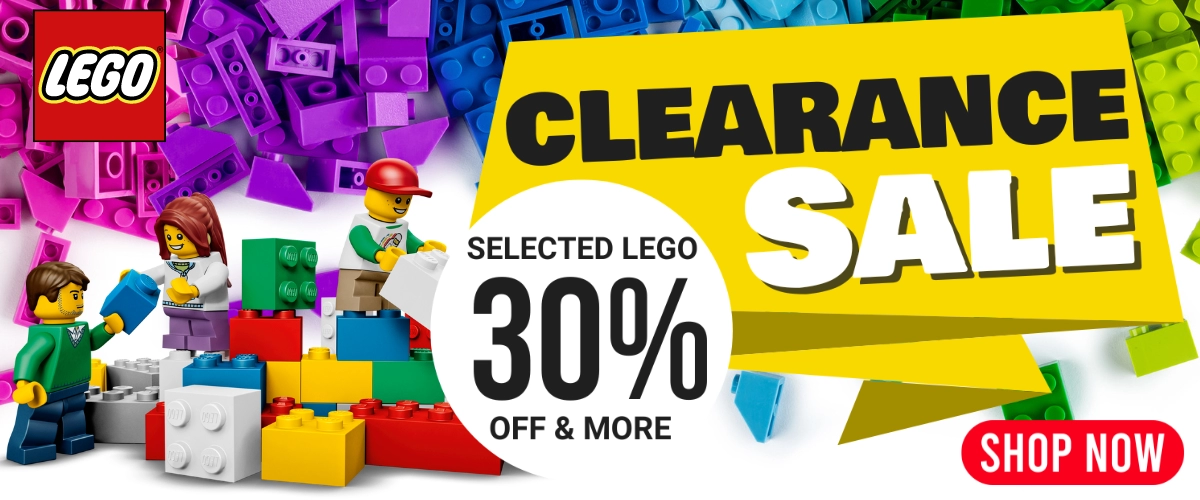 LEGO
CLEARANCE
SALE
SELECTED LEGO
30%
OFF & MORE
SHOP NOW